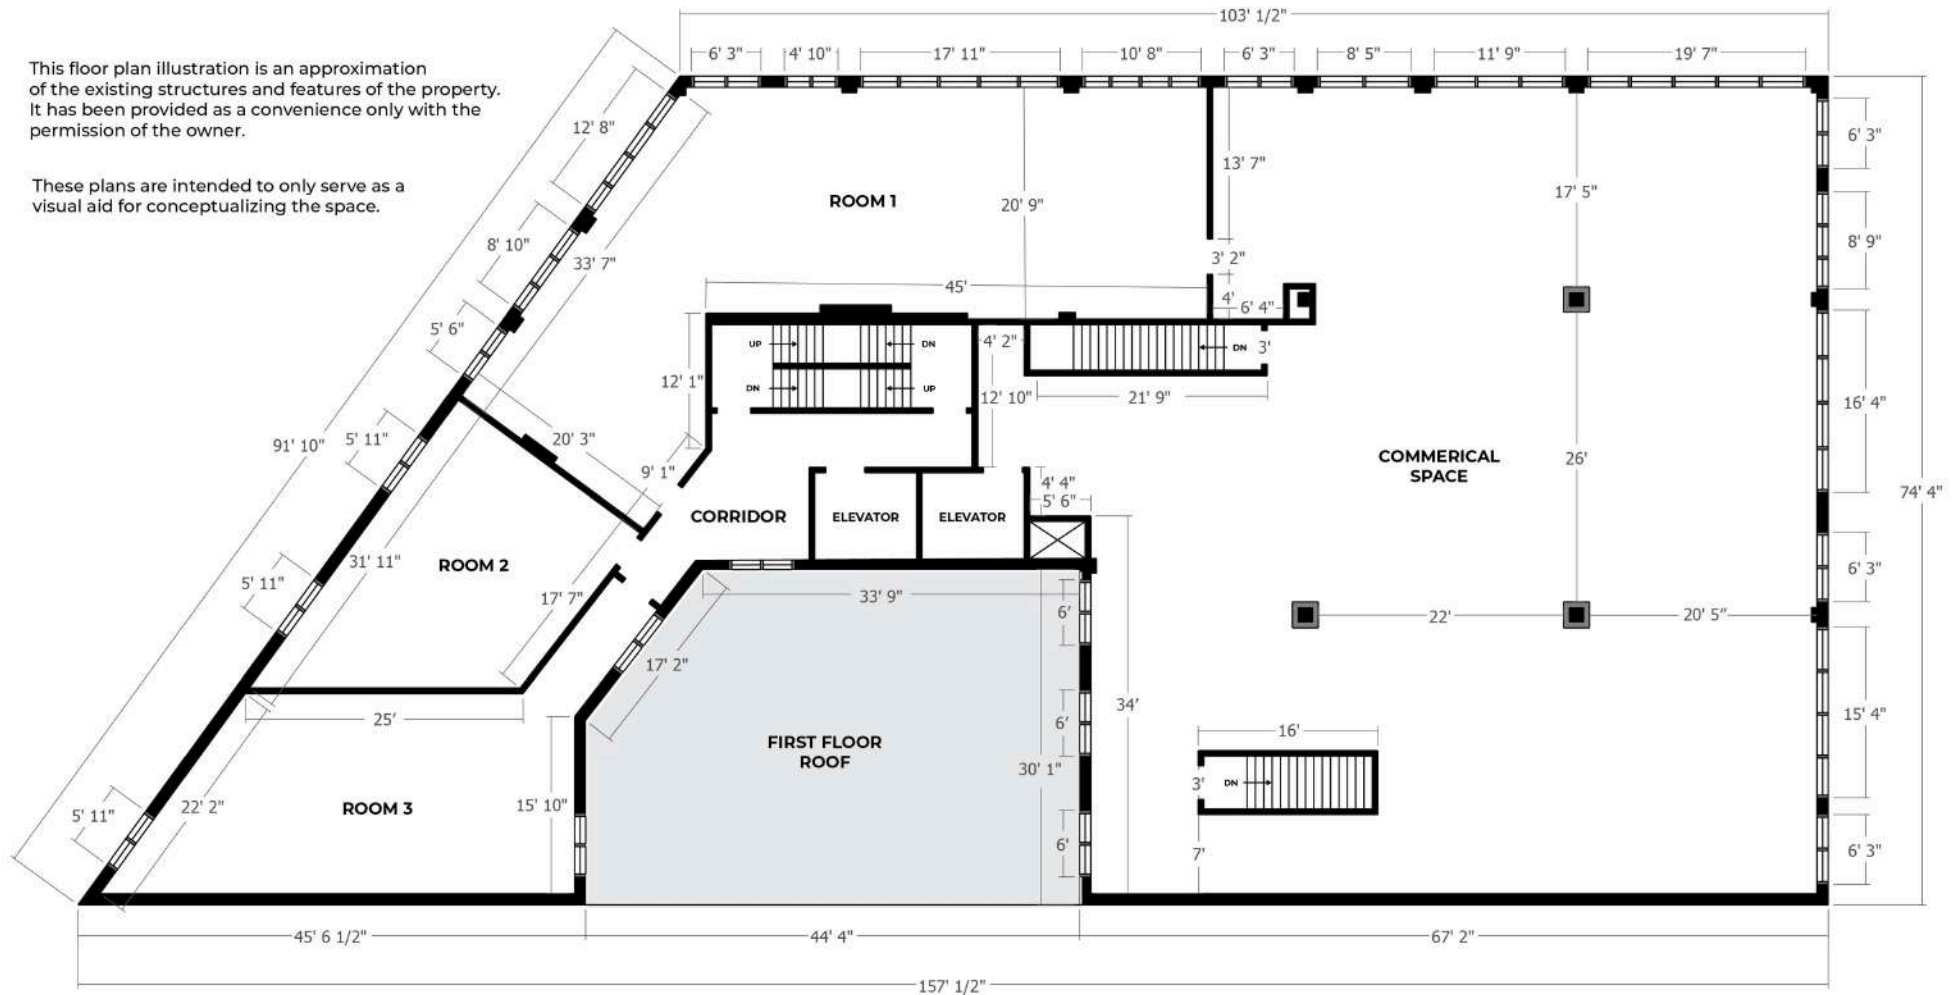 103' 1/2"
6' 3"
4' 10"
17' 11"
10' 8"
6' 3"
8' 5"
11' 9"
19' 7"
This floor plan illustration is an approximation
of the existing structures and features of the property.
It has been provided as a convenience only with the
permission of the owner.
These plans are intended to only serve as a
visual aid for conceptualizing the space.
12' 8"
8' 10"
33' 7"
5' 6"
ROOM 1
20' 9"
45'
13' 7"
3' 2"
4'
6' 4"
17' 5"
6' 3"
8' 9"
UP
DN
DN
UP
4' 2"
DN
3'
12' 1"
12' 10"
21' 9"
91' 10"
5' 11"
20' 3"
9' 1"
COMMERICAL
SPACE
26'
16' 4"
74' 4"
4' 4"
5' 6"
CORRIDOR
ELEVATOR
ELEVATOR
ROOM 2
31' 11"
5' 11"
17' 7"
33' 9"
6'
6' 3"
22'
20' 5"
17' 2"
25'
34'
6'
15' 4"
16'
FIRST FLOOR
ROOF
30' 1"
DN
3'
ROOM 3
22' 2"
5' 11"
15' 10"
6'
7'
6' 3"
45' 6 1/2"
44' 4"
67' 2"
157' 1/2"